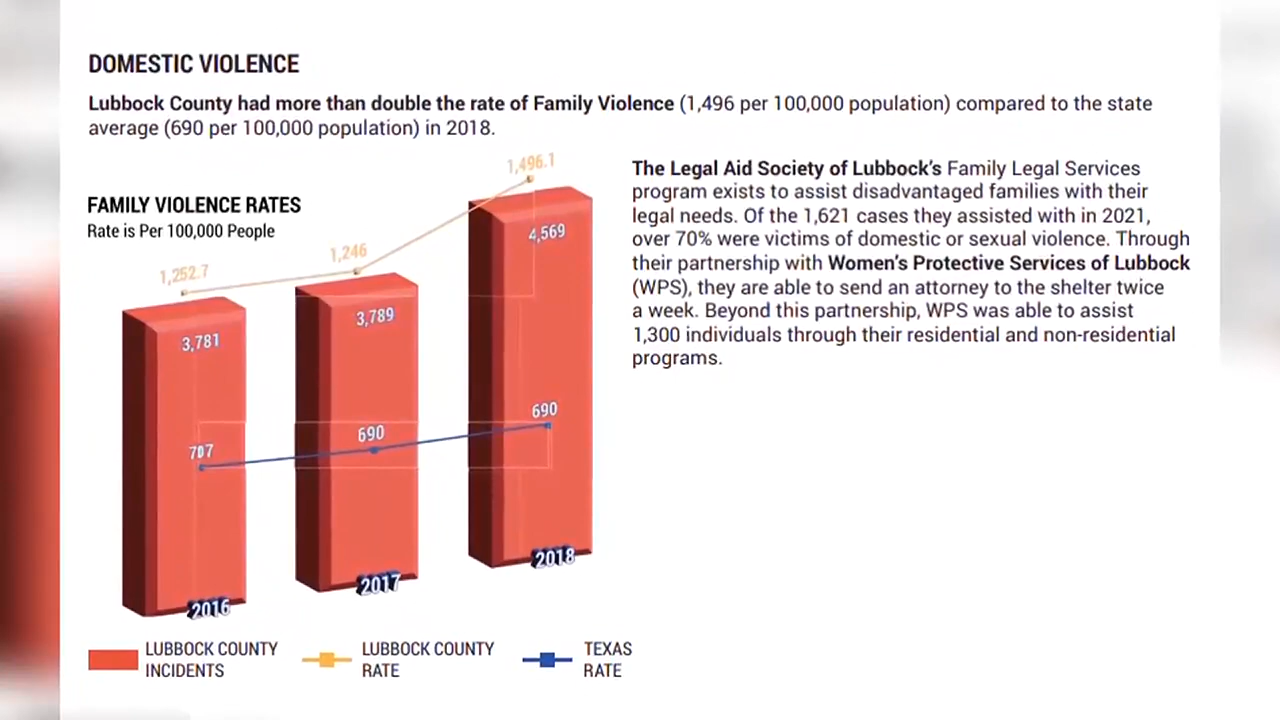 DOMESTIC VIOLENCE
Lubbock County had more than double the rate of Family Violence (1,496 per 100,000 population) compared to the state
average (690 per 100,000 population) in 2018.
FAMILY VIOLENCE RATES
Rate is Per 100,000 People
1,252.7
1,246
1,496.1
3,781
3,789
4,569
707
690
690
2016
2017
2018
LUBBOCK COUNTY
INCIDENTS
LUBBOCK COUNTY
RATE
TEXAS
RATE
The Legal Aid Society of Lubbock's Family Legal Services
program exists to assist disadvantaged families with their
legal needs. Of the 1,621 cases they assisted with in 2021,
over 70% were victims of domestic or sexual violence. Through
their partnership with Women's Protective Services of Lubbock
(WPS), they are able to send an attorney to the shelter twice
a week. Beyond this partnership, WPS was able to assist
1,300 individuals through their residential and non-residential
programs.